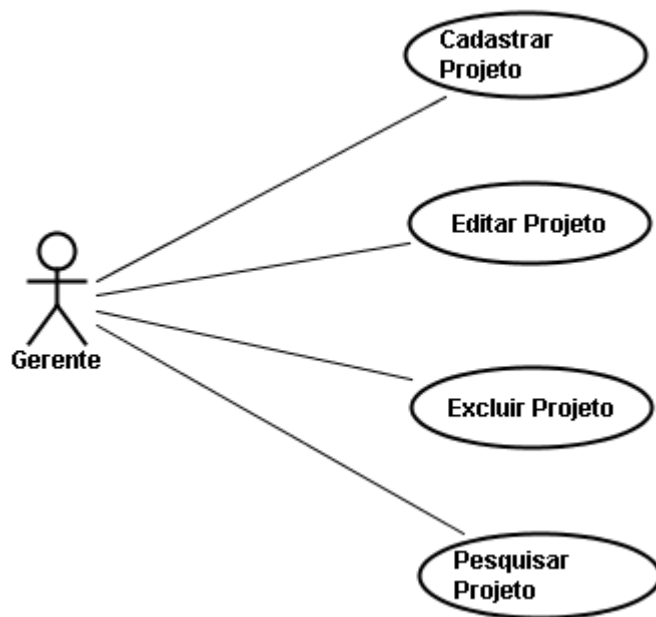 Cadastrar
Projeto
Editar Projeto
Gerente
Excluir Projeto
Pesquisar
Projeto